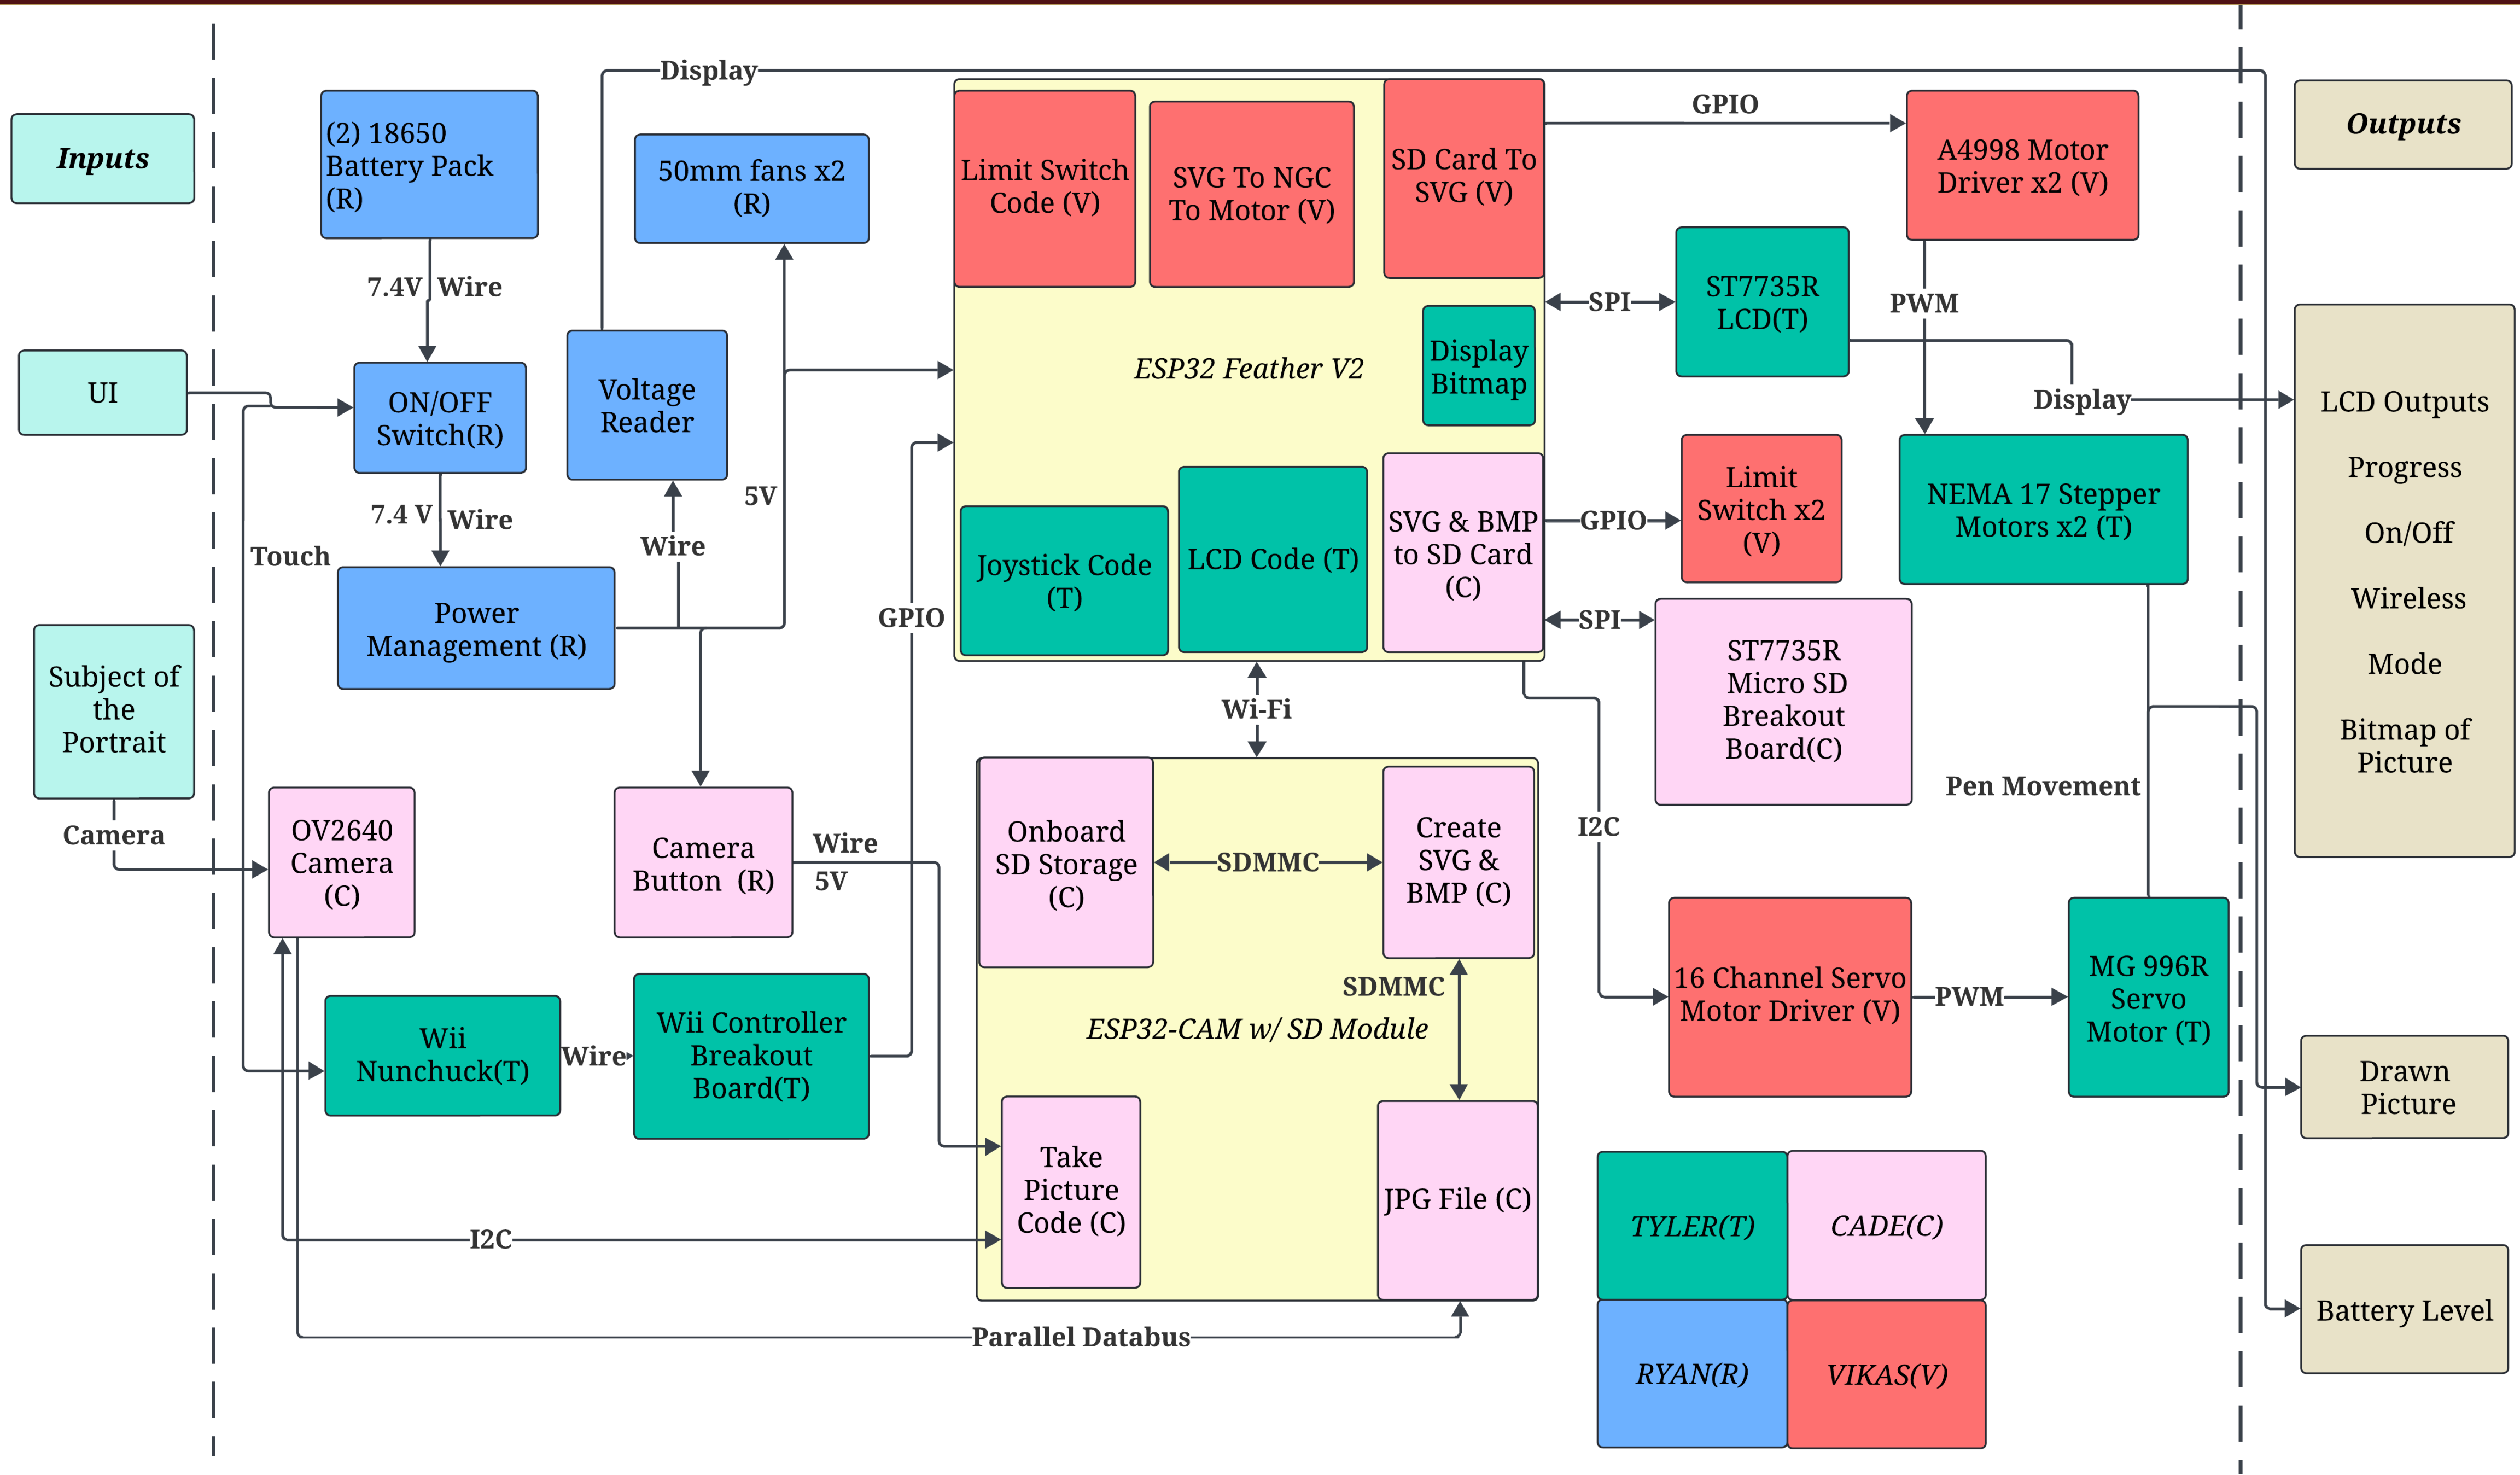 Inputs
UI
Subject of
the
Portrait
Camera
Display
(2) 18650
Battery Pack
(R)
7.4V
Wire
ON/OFF
Switch(R)
7.4 V
Wire
Touch
Power
Management (R)
50mm fans x2
(R)
Voltage
Reader
Wire
5V
OV2640
Camera
(C)
Camera
Button (R)
Wire
5V
Wii
Nunchuck(T)
Wire
Wii Controller
Breakout
Board(T)
GPIO
I2C
Parallel Databus
Limit Switch
Code (V)
SVG To NGC
To Motor (V)
SD Card To
SVG (V)
ESP32 Feather V2
Display
Bitmap
Joystick Code
(T)
LCD Code (T)
SVG & BMP
to SD Card
(C)
Wi-Fi
Onboard
SD Storage
(C)
SDMMC
Create
SVG &
BMP (C)
SDMMC
ESP32-CAM w/ SD Module
Take
Picture
Code (C)
JPG File (C)
GPIO
A4998 Motor
Driver x2 (V)
SPI
ST7735R
LCD(T)
PWM
Display
GPIO
Limit
Switch x2
(V)
NEMA 17 Stepper
Motors x2 (T)
SPI
ST7735R
Micro SD
Breakout
Board(C)
I2C
Pen Movement
16 Channel Servo
Motor Driver (V)
PWM
MG 996R
Servo
Motor (T)
TYLER(T)
CADE(C)
RYAN(R)
VIKAS(V)
Outputs
LCD Outputs
Progress
On/Off
Wireless
Mode
Bitmap of
Picture
Drawn
Picture
Battery Level